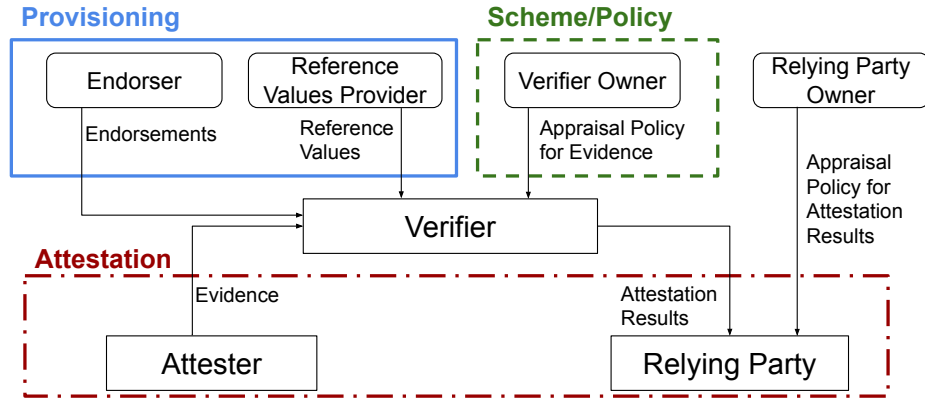 Provisioning
Scheme/Policy
Endorser
Reference
Values Provider
Verifier Owner
Relying Party
Owner
Endorsements
Reference
Values
Appraisal Policy
for Evidence
Appraisal
Policy for
Attestation
Results
Verifier
Attestation
Evidence
Attestation
Results
Attester
Relying Party